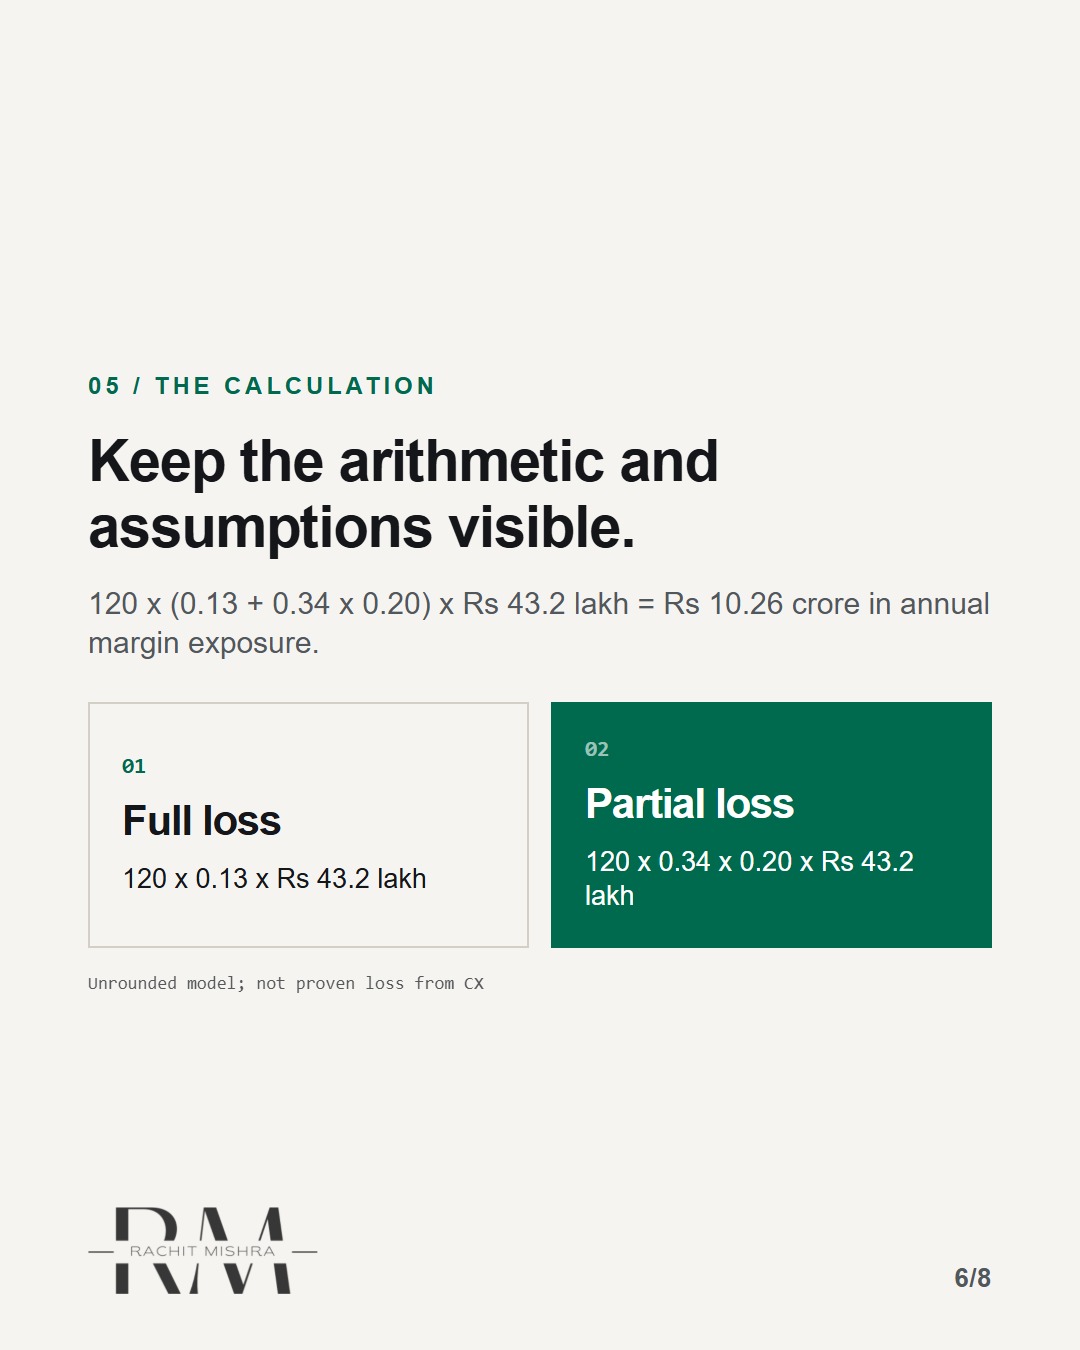 05 / THE CALCULATION
Keep the arithmetic and
assumptions visible.
120 x (0.13 + 0.34 x 0.20) x Rs 43.2 lakh = Rs 10.26 crore in annual
margin exposure.
01
Full loss
120 x 0.13 x Rs 43.2 lakh
02
Partial loss
120 x 0.34 x 0.20 x Rs 43.2
lakh
Unrounded model; not proven loss from CX
RM
RACHIT MISHRA
6/8